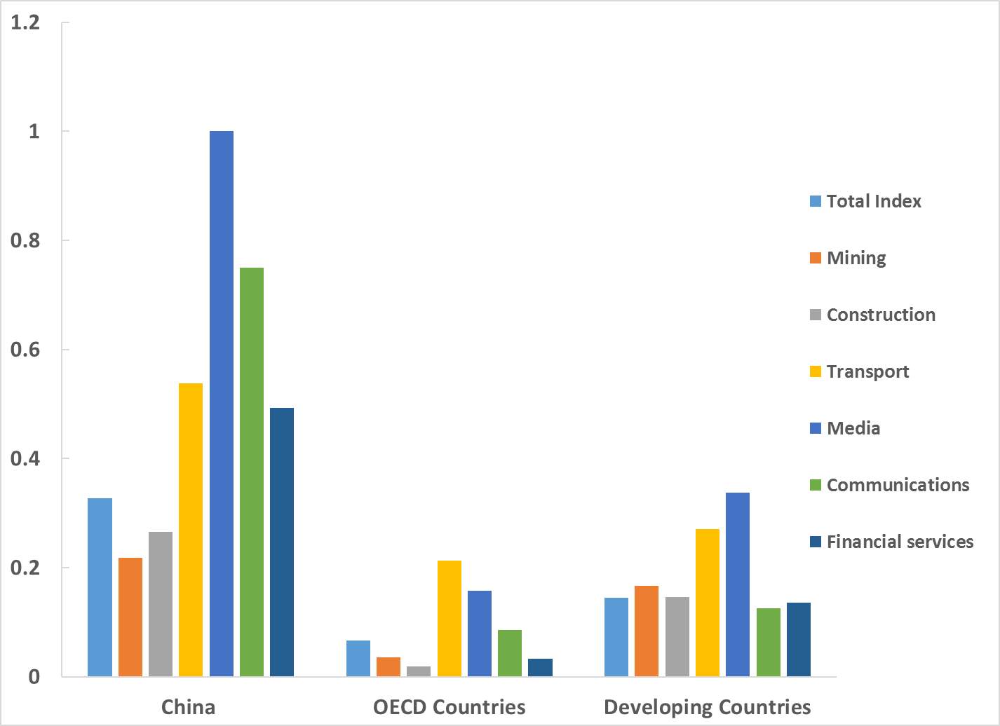 1.2
1
0.8
0.6
0.4
0.2
0
China
OECD Countries
Developing Countries
Total Index
Mining
Construction
Transport
Media
Communications
Financial services